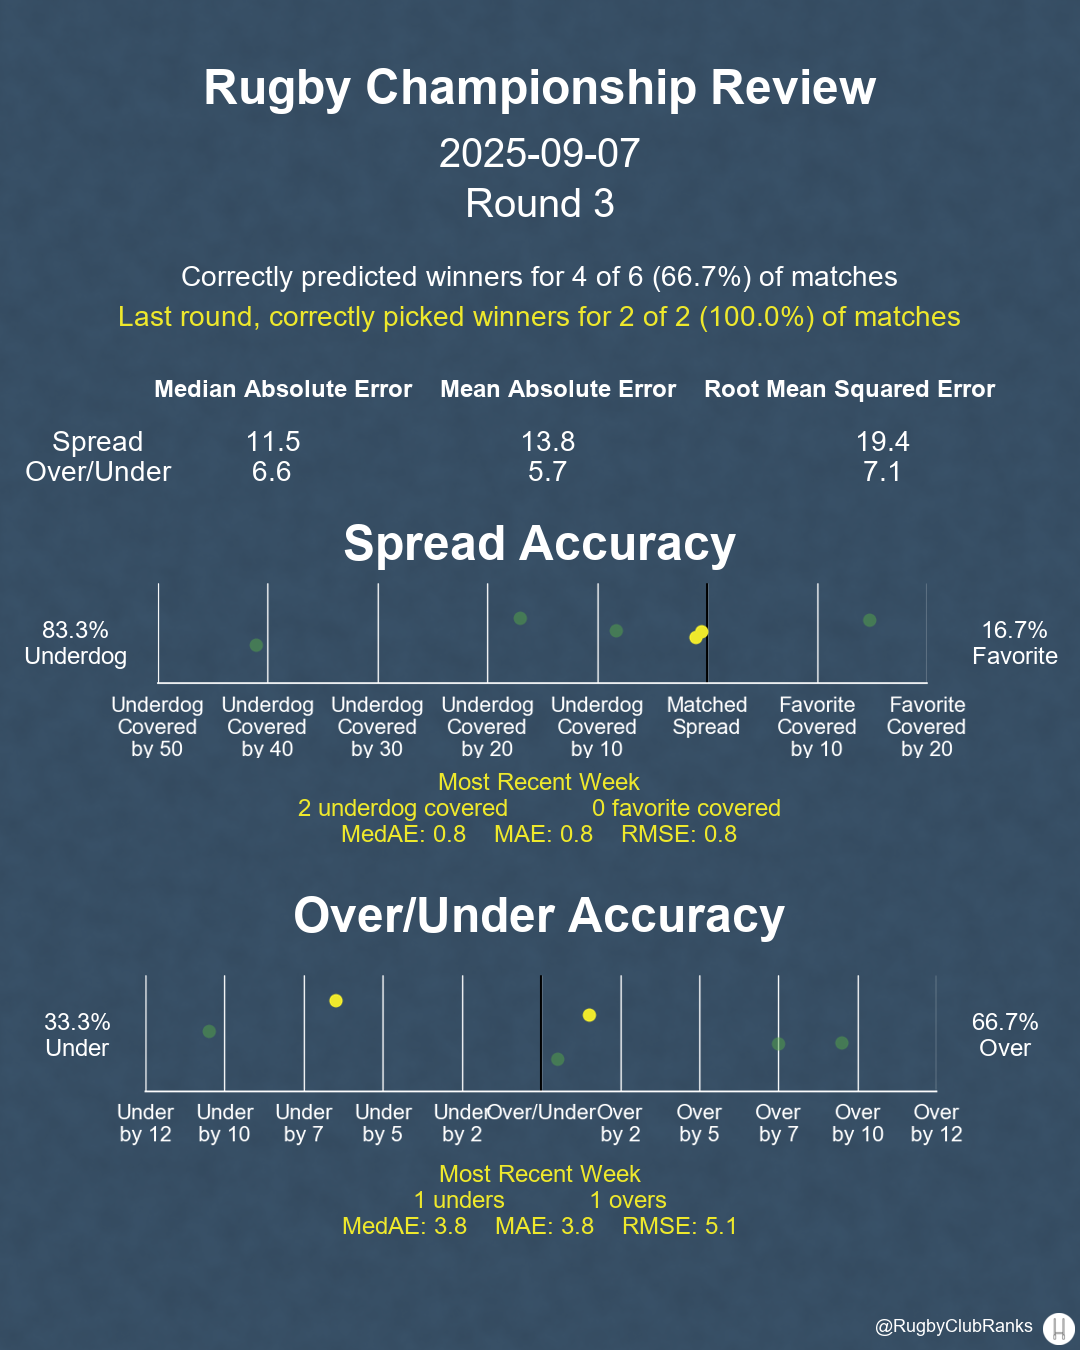 Rugby Championship Review
2025-09-07
Round 3
Correctly predicted winners for 4 of 6 (66.7%) of matches
Last round, correctly picked winners for 2 of 2 (100.0%) of matches
Median Absolute Error Mean Absolute Error Root Mean Squared Error
Spread 11.5 13.8 19.4
Over/Under 6.6 5.7 7.1
Spread Accuracy
83.3%
Underdog
16.7%
Favorite
Underdog Covered by 50
Underdog Covered by 40
Underdog Covered by 30
Underdog Covered by 20
Underdog Covered by 10
Matched Spread
Favorite Covered by 10
Favorite Covered by 20
Most Recent Week
2 underdog covered 0 favorite covered
MedAE: 0.8 MAE: 0.8 RMSE: 0.8
Over/Under Accuracy
33.3%
Under
66.7%
Over
Under by 12
Under by 10
Under by 7
Under by 5
Under by 2
Over/Under
Over by 2
Over by 5
Over by 7
Over by 10
Over by 12
Most Recent Week
1 unders 1 overs
MedAE: 3.8 MAE: 3.8 RMSE: 5.1
@RugbyClubRanks